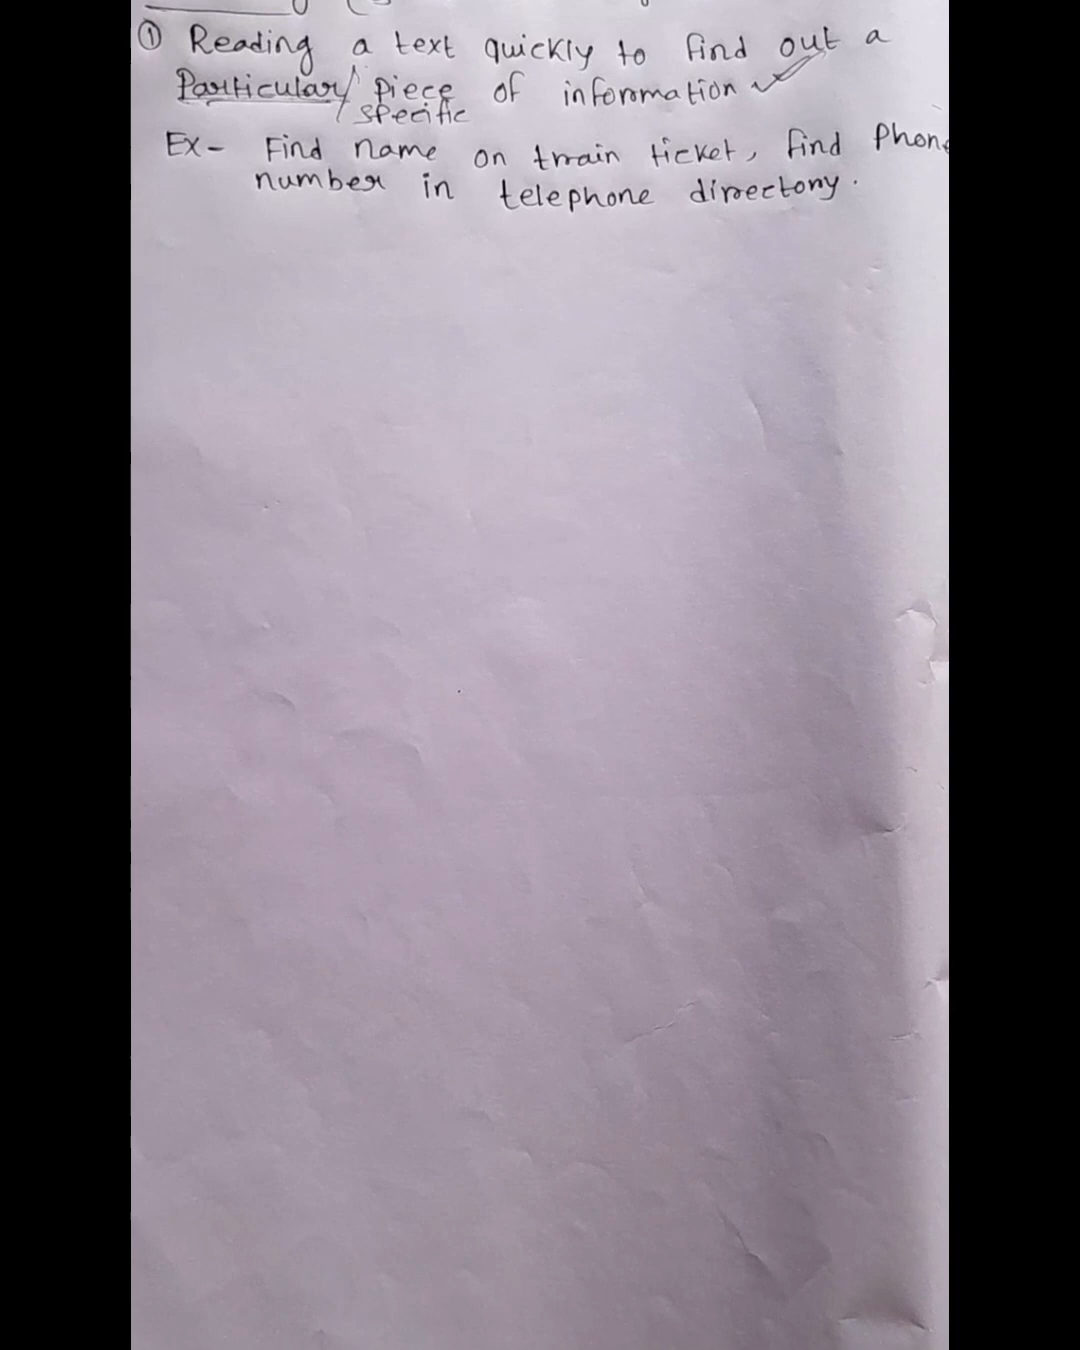 ① Reading a text quickly to find out a
Particular/ piece of information ✓
specific
Ex- Find name on train ticket, find Phone
number in telephone directory.